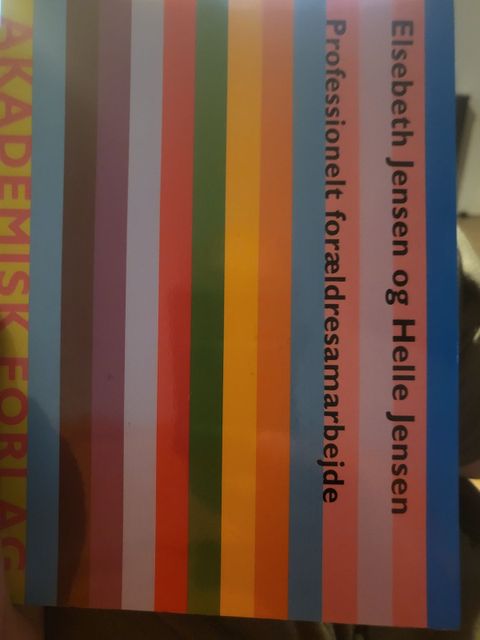 Elsebeth Jensen og Helle Jensen
Professionelt forældresamarbejde
AKADEMISK FORLAG